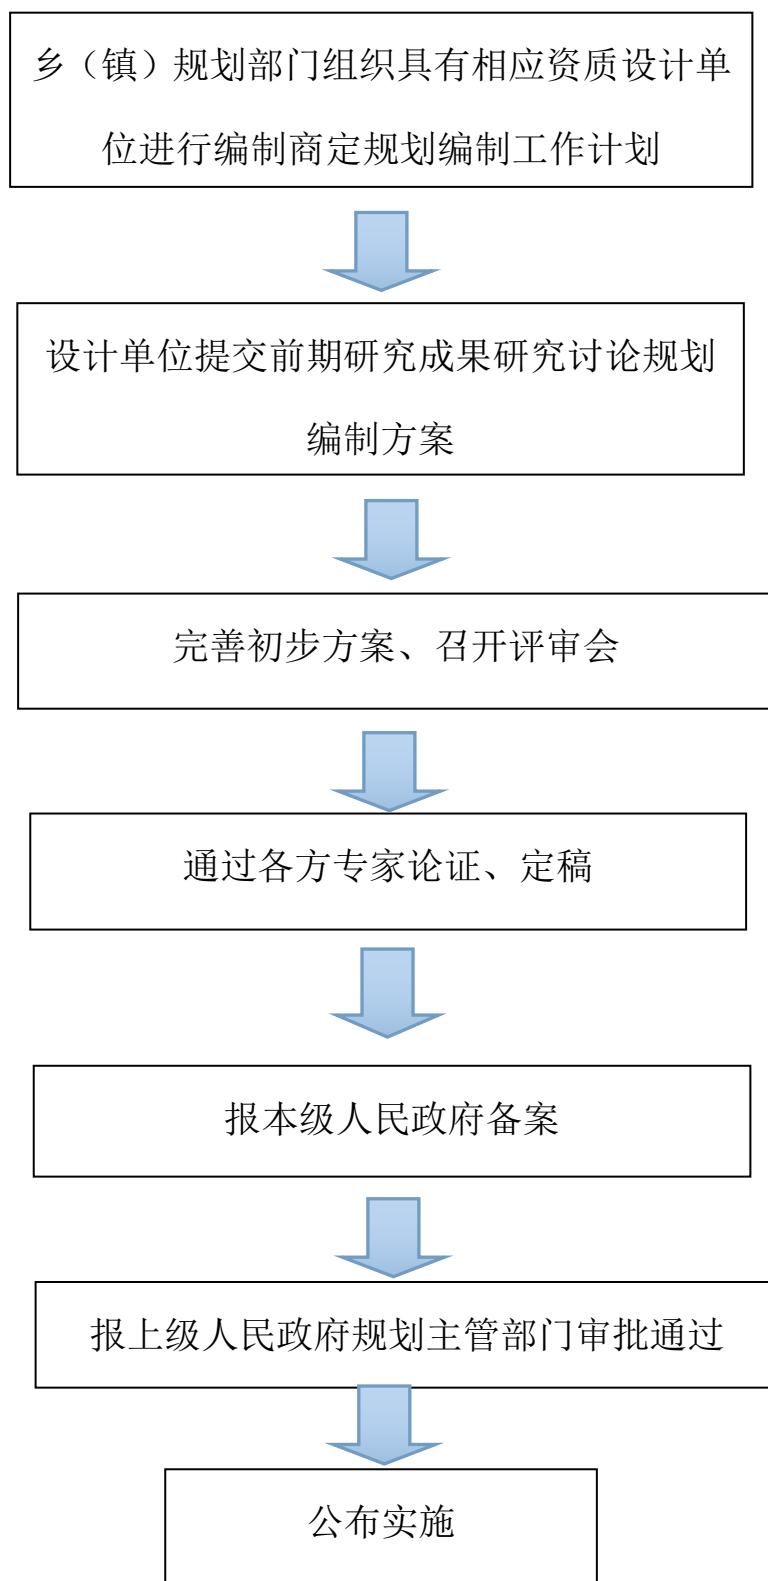 乡（镇）规划部门组织具有相应资质设计单
位进行编制商定规划编制工作计划
设计单位提交前期研究成果研究讨论规划
编制方案
完善初步方案、召开评审会
通过各方专家论证、定稿
报本级人民政府备案
报上级人民政府规划主管部门审批通过
公布实施